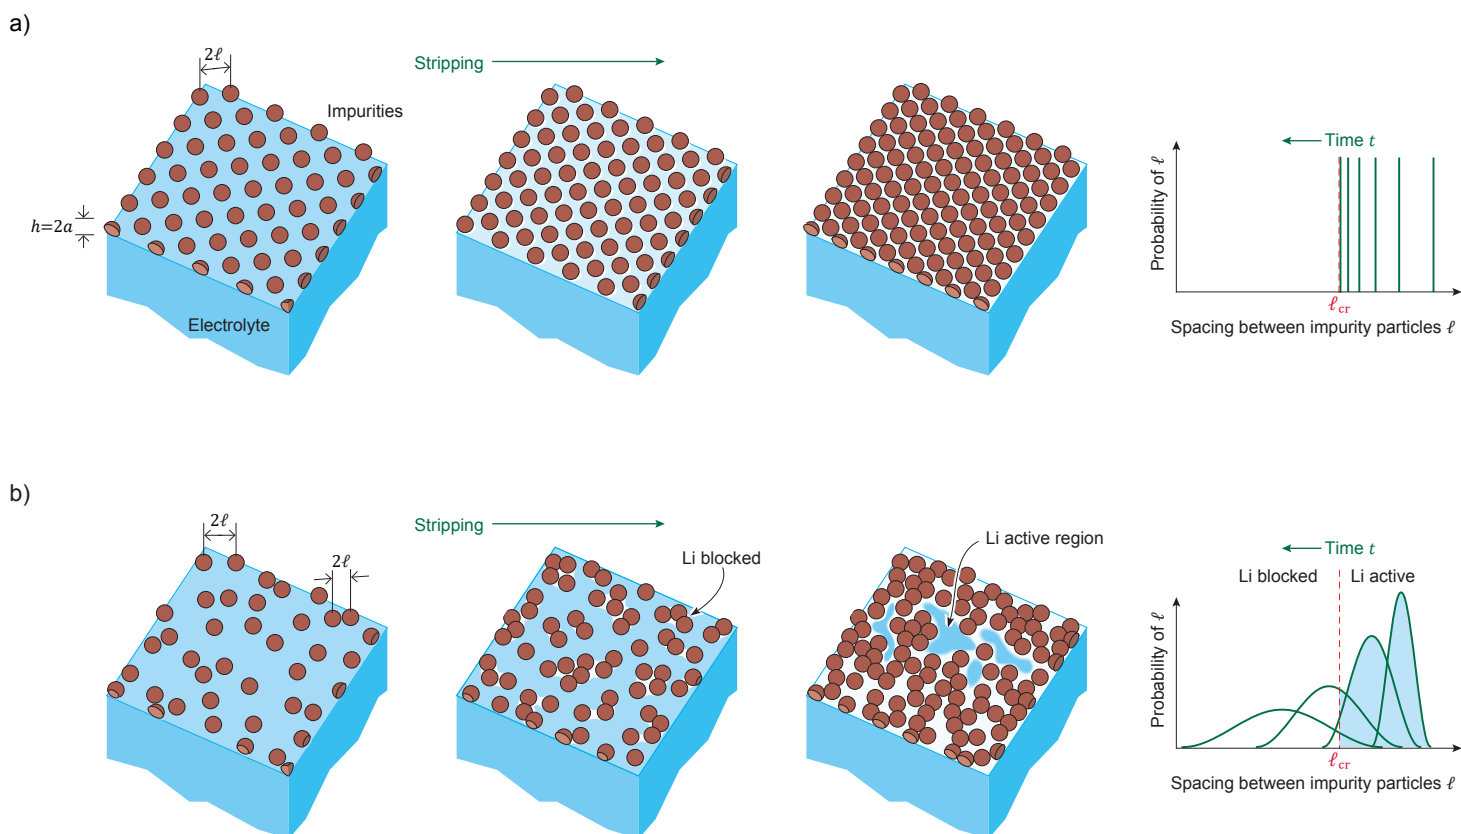 a)
2ℓ
Stripping
Impurities
h=2a
Electrolyte
Time t
Probability of ℓ
ℓcr
Spacing between impurity particles ℓ
b)
2ℓ
2ℓ
Stripping
Li blocked
Li active region
Time t
Li blocked
Li active
Probability of ℓ
ℓcr
Spacing between impurity particles ℓ